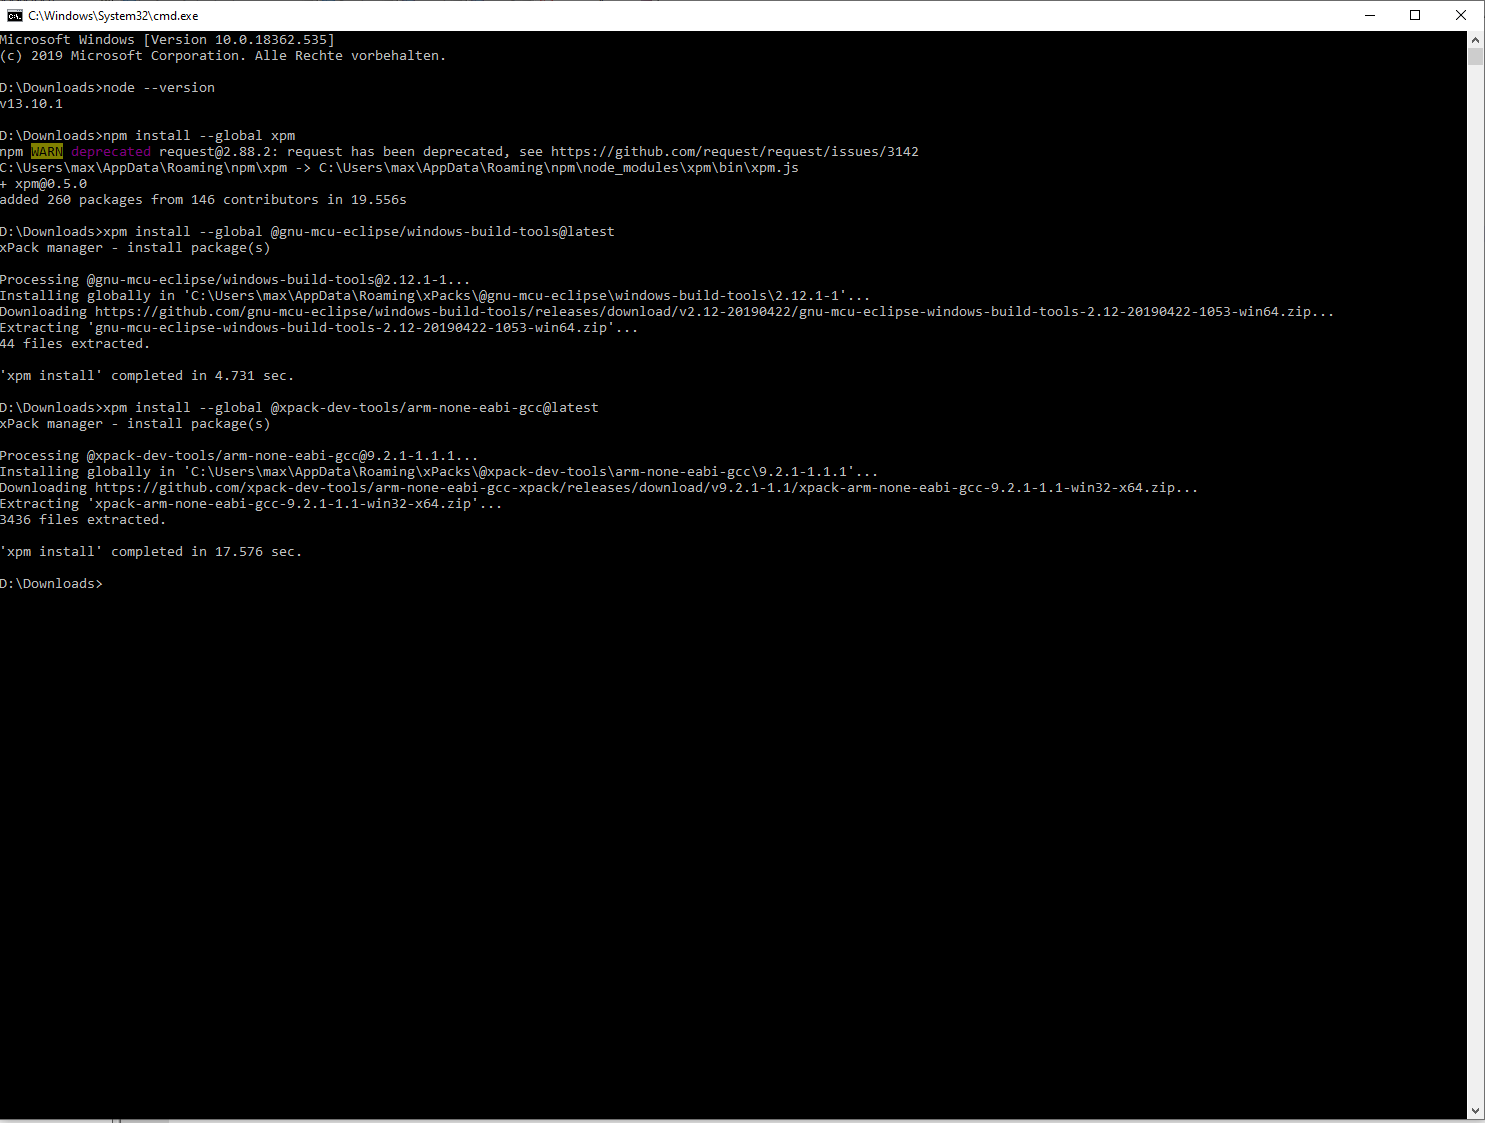 C:\Windows\System32\cmd.exe
Microsoft Windows [Version 10.0.18362.535]
(c) 2019 Microsoft Corporation. Alle Rechte vorbehalten.
D:\Downloads>node --version
v13.10.1
D:\Downloads>npm install --global xpm
npm WARN deprecated request@2.88.2: request has been deprecated, see https://github.com/request/request/issues/3142
C:\Users\max\AppData\Roaming\npm\xpm -> C:\Users\max\AppData\Roaming\npm\node_modules\xpm\bin\xpm.js
+ xpm@0.5.0
added 260 packages from 146 contributors in 19.556s
D:\Downloads>xpm install --global @gnu-mcu-eclipse/windows-build-tools@latest
xPack manager - install package(s)
Processing @gnu-mcu-eclipse/windows-build-tools@2.12.1-1...
Installing globally in 'C:\Users\max\AppData\Roaming\xPacks\@gnu-mcu-eclipse\windows-build-tools\2.12.1-1'...
Downloading https://github.com/gnu-mcu-eclipse/windows-build-tools/releases/download/v2.12-20190422/gnu-mcu-eclipse-windows-build-tools-2.12-20190422-1053-win64.zip...
Extracting 'gnu-mcu-eclipse-windows-build-tools-2.12-20190422-1053-win64.zip'...
44 files extracted.
'xpm install' completed in 4.731 sec.
D:\Downloads>xpm install --global @xpack-dev-tools/arm-none-eabi-gcc@latest
xPack manager - install package(s)
Processing @xpack-dev-tools/arm-none-eabi-gcc@9.2.1-1.1.1...
Installing globally in 'C:\Users\max\AppData\Roaming\xPacks\@xpack-dev-tools\arm-none-eabi-gcc\9.2.1-1.1.1'...
Downloading https://github.com/xpack-dev-tools/arm-none-eabi-gcc-xpack/releases/download/v9.2.1-1.1/xpack-arm-none-eabi-gcc-9.2.1-1.1-win32-x64.zip...
Extracting 'xpack-arm-none-eabi-gcc-9.2.1-1.1-win32-x64.zip'...
3436 files extracted.
'xpm install' completed in 17.576 sec.
D:\Downloads>